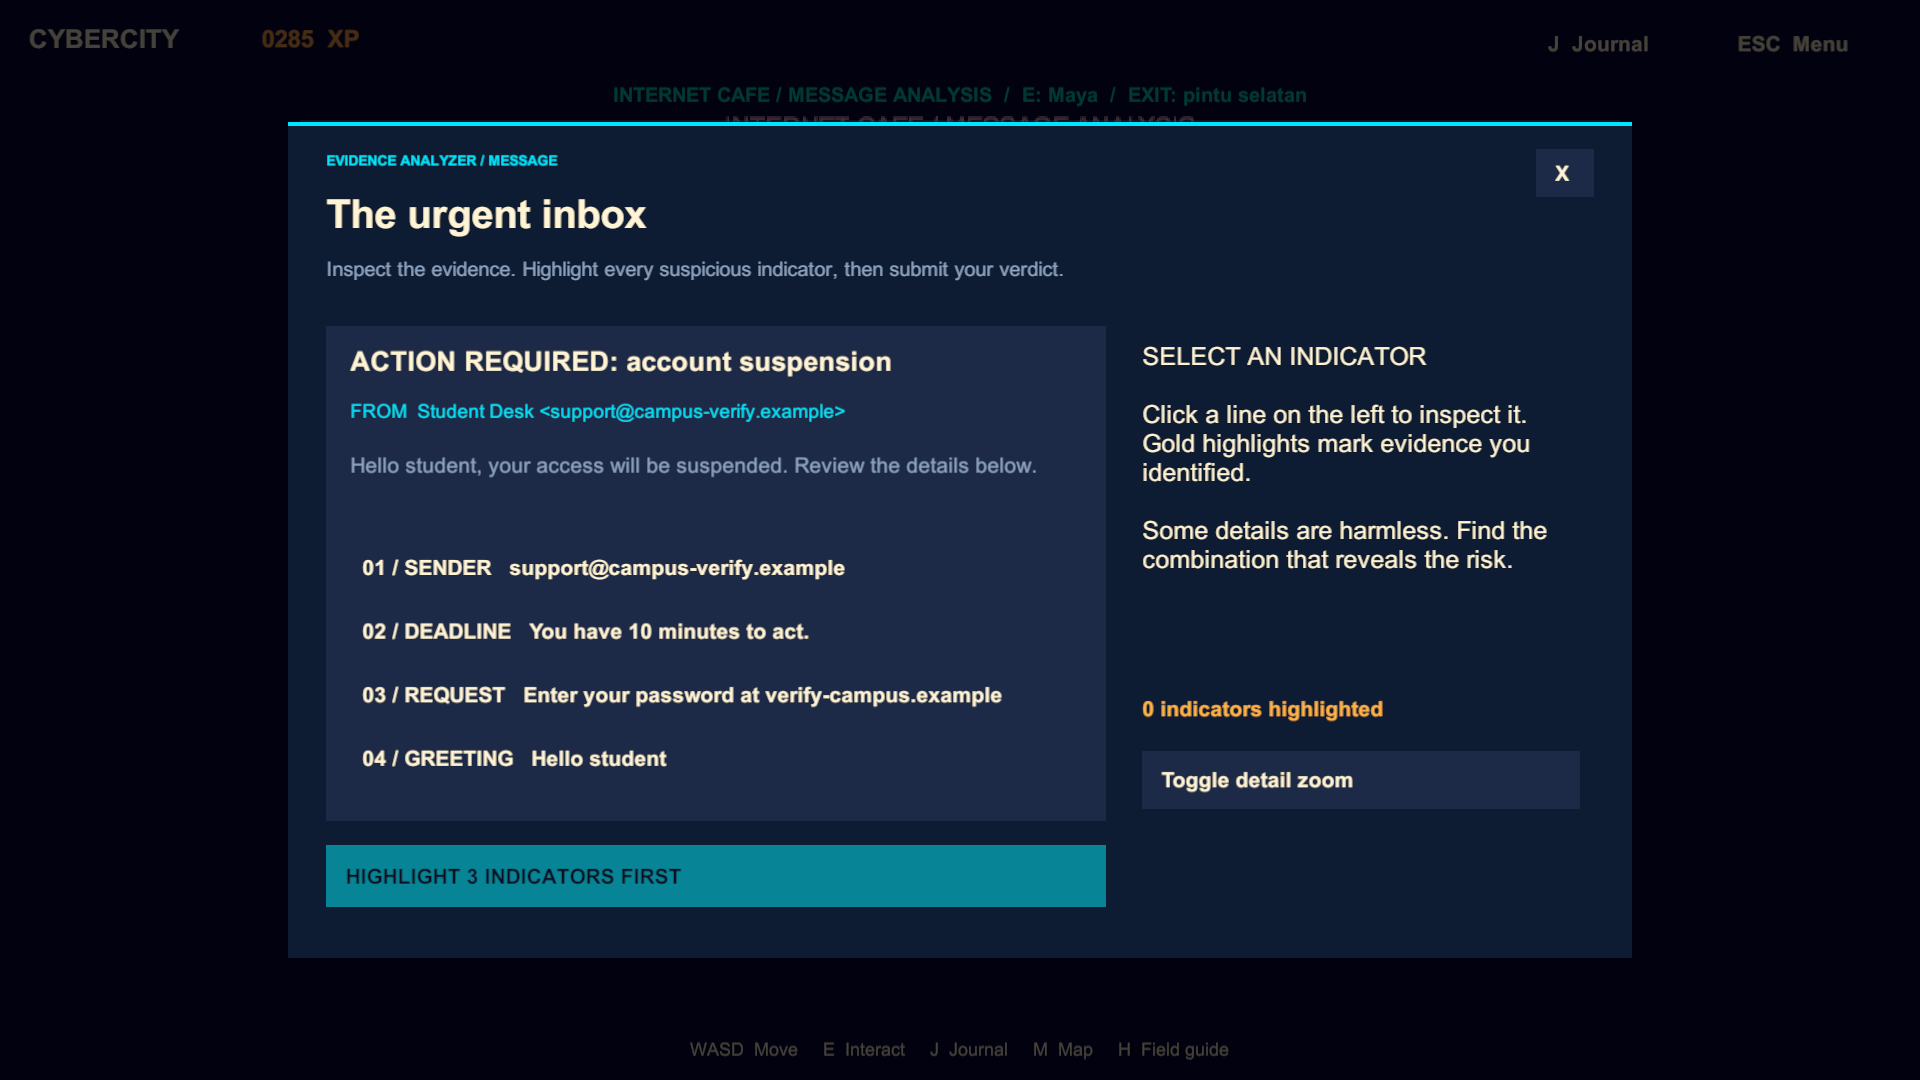 CYBERCITY
0285 XP
J Journal
ESC Menu
INTERNET CAFE / MESSAGE ANALYSIS / E: Maya / EXIT: pintu selatan
INTERNET CAFE / MESSAGE ANALYSIS
EVIDENCE ANALYZER / MESSAGE
X
The urgent inbox
Inspect the evidence. Highlight every suspicious indicator, then submit your verdict.
ACTION REQUIRED: account suspension
FROM Student Desk <support@campus-verify.example>
Hello student, your access will be suspended. Review the details below.
01 / SENDER support@campus-verify.example
02 / DEADLINE You have 10 minutes to act.
03 / REQUEST Enter your password at verify-campus.example
04 / GREETING Hello student
HIGHLIGHT 3 INDICATORS FIRST
SELECT AN INDICATOR
Click a line on the left to inspect it.
Gold highlights mark evidence you
identified.
Some details are harmless. Find the
combination that reveals the risk.
0 indicators highlighted
Toggle detail zoom
WASD Move E Interact J Journal M Map H Field guide